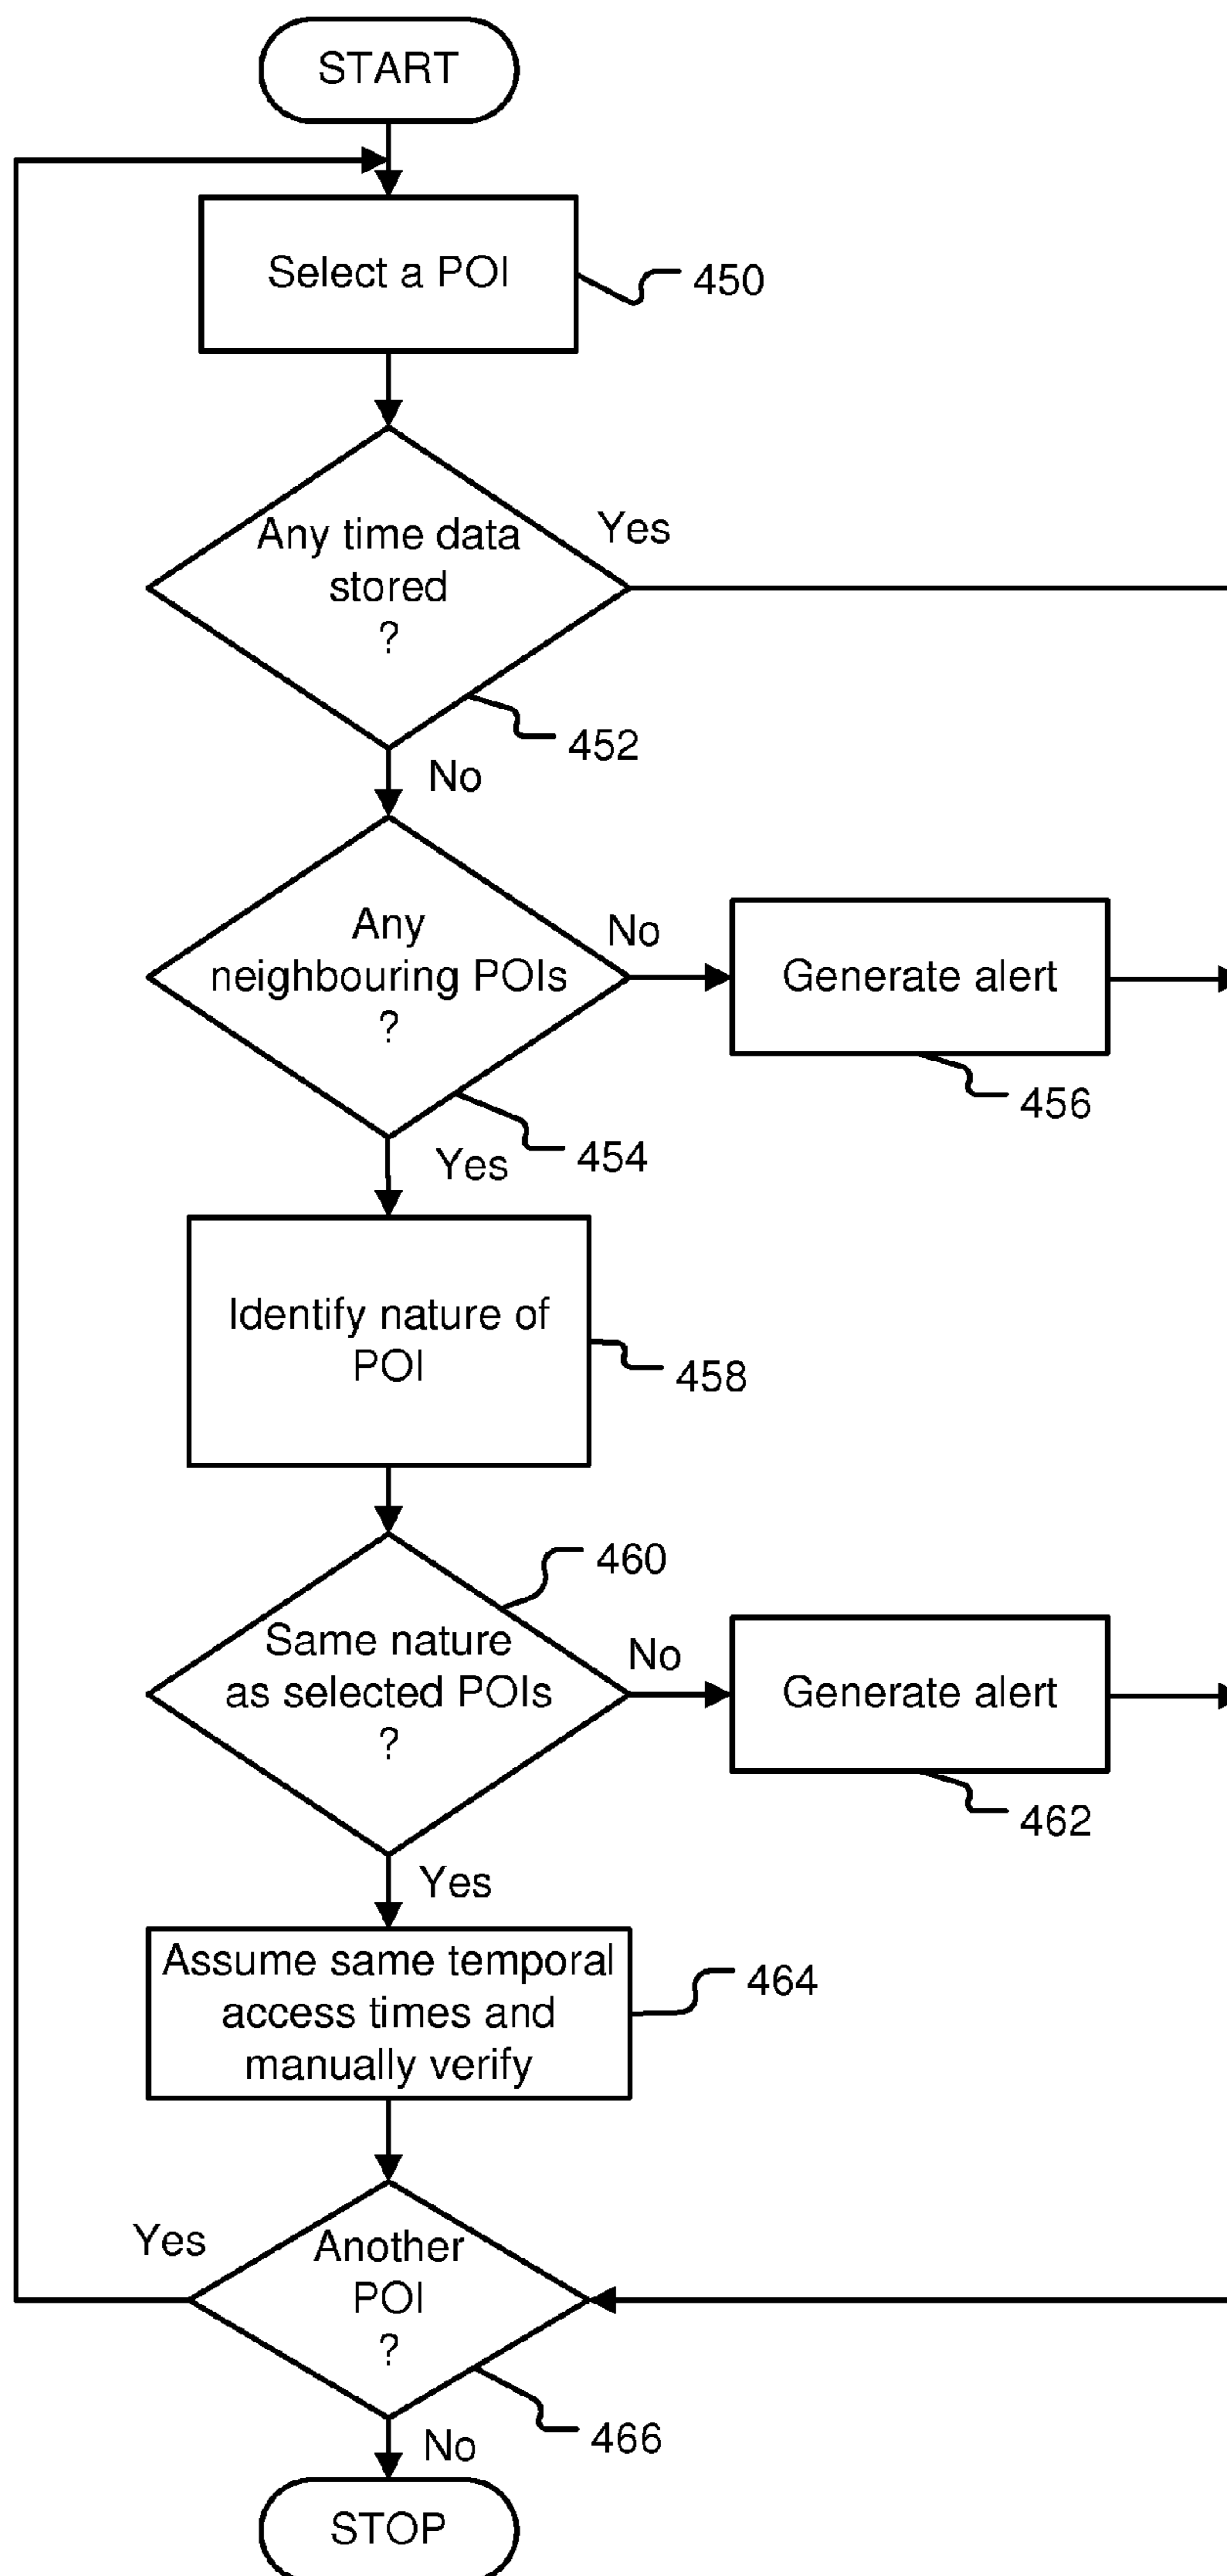 START
Select a POI
450
Any time data
stored
?
Yes
452
No
Any
neighbouring POIs
?
No
Generate alert
456
454
Yes
Identify nature of
POI
458
460
Same nature
as selected POIs
?
No
Generate alert
462
Yes
Assume same temporal
access times and
manually verify
464
Yes
Another
POI
?
466
No
STOP